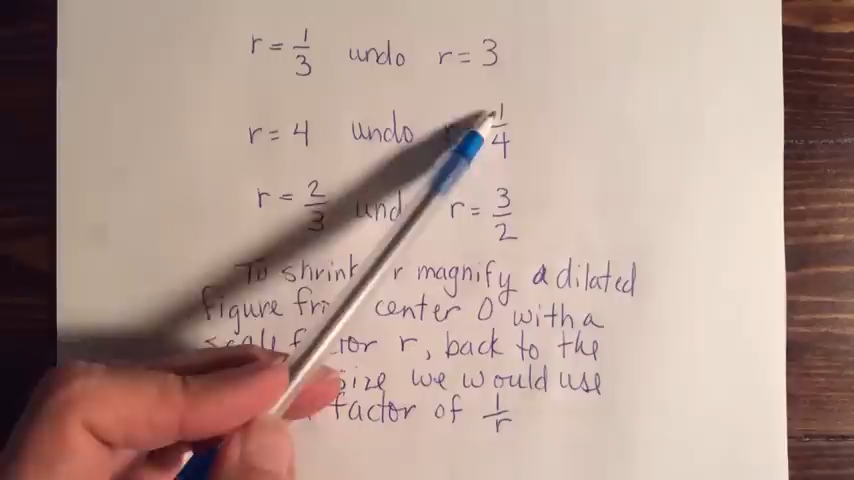 r = 1/3 undo r = 3
r = 4 undo 1/4
r = 2/3 und r = 3/2
To shrink r magnify a dilated
figure center O with a
r, back to the
size we would use
factor of 1/r